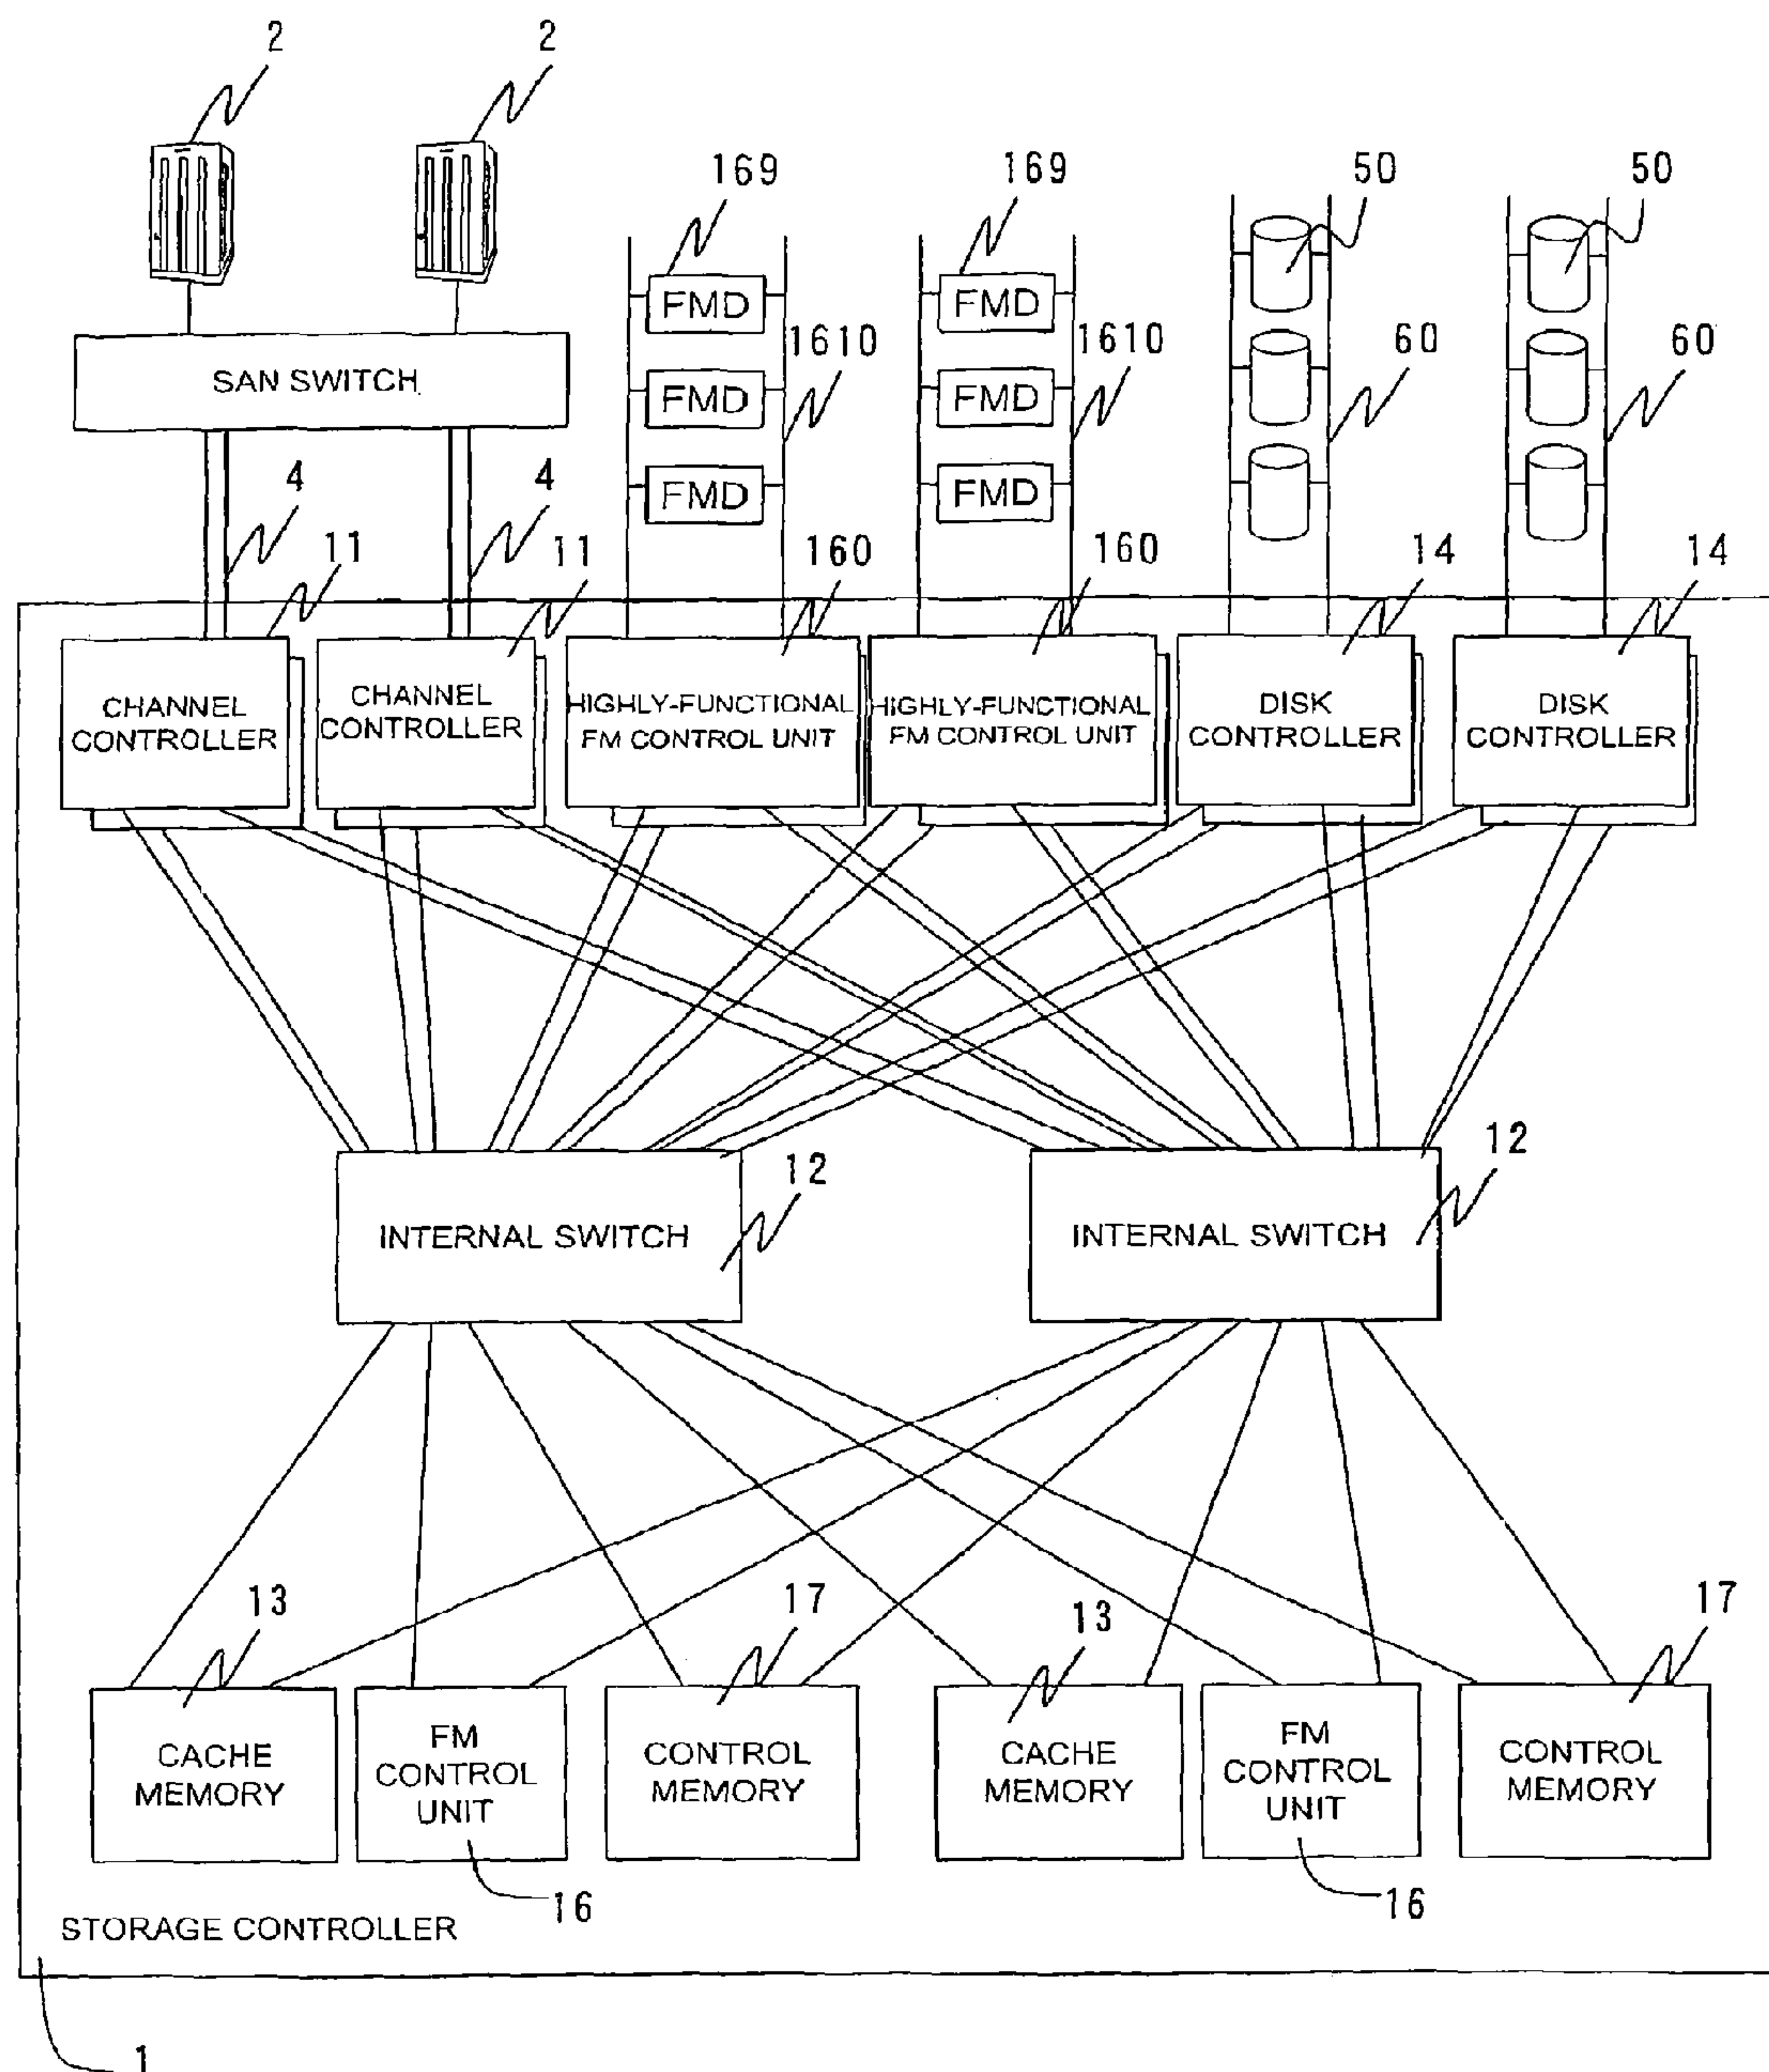 2
2
169
169
50
50
FMD
FMD
1610
1610
60
60
SAN SWITCH
FMD
FMD
4
4
FMD
FMD
11
11
160
160
14
14
CHANNEL
CONTROLLER
CHANNEL
CONTROLLER
HIGHLY-FUNCTIONAL
FM CONTROL UNIT
HIGHLY-FUNCTIONAL
FM CONTROL UNIT
DISK
CONTROLLER
DISK
CONTROLLER
12
12
INTERNAL SWITCH
INTERNAL SWITCH
13
17
13
17
CACHE
MEMORY
FM
CONTROL
UNIT
CONTROL
MEMORY
CACHE
MEMORY
FM
CONTROL
UNIT
CONTROL
MEMORY
16
16
STORAGE CONTROLLER
1